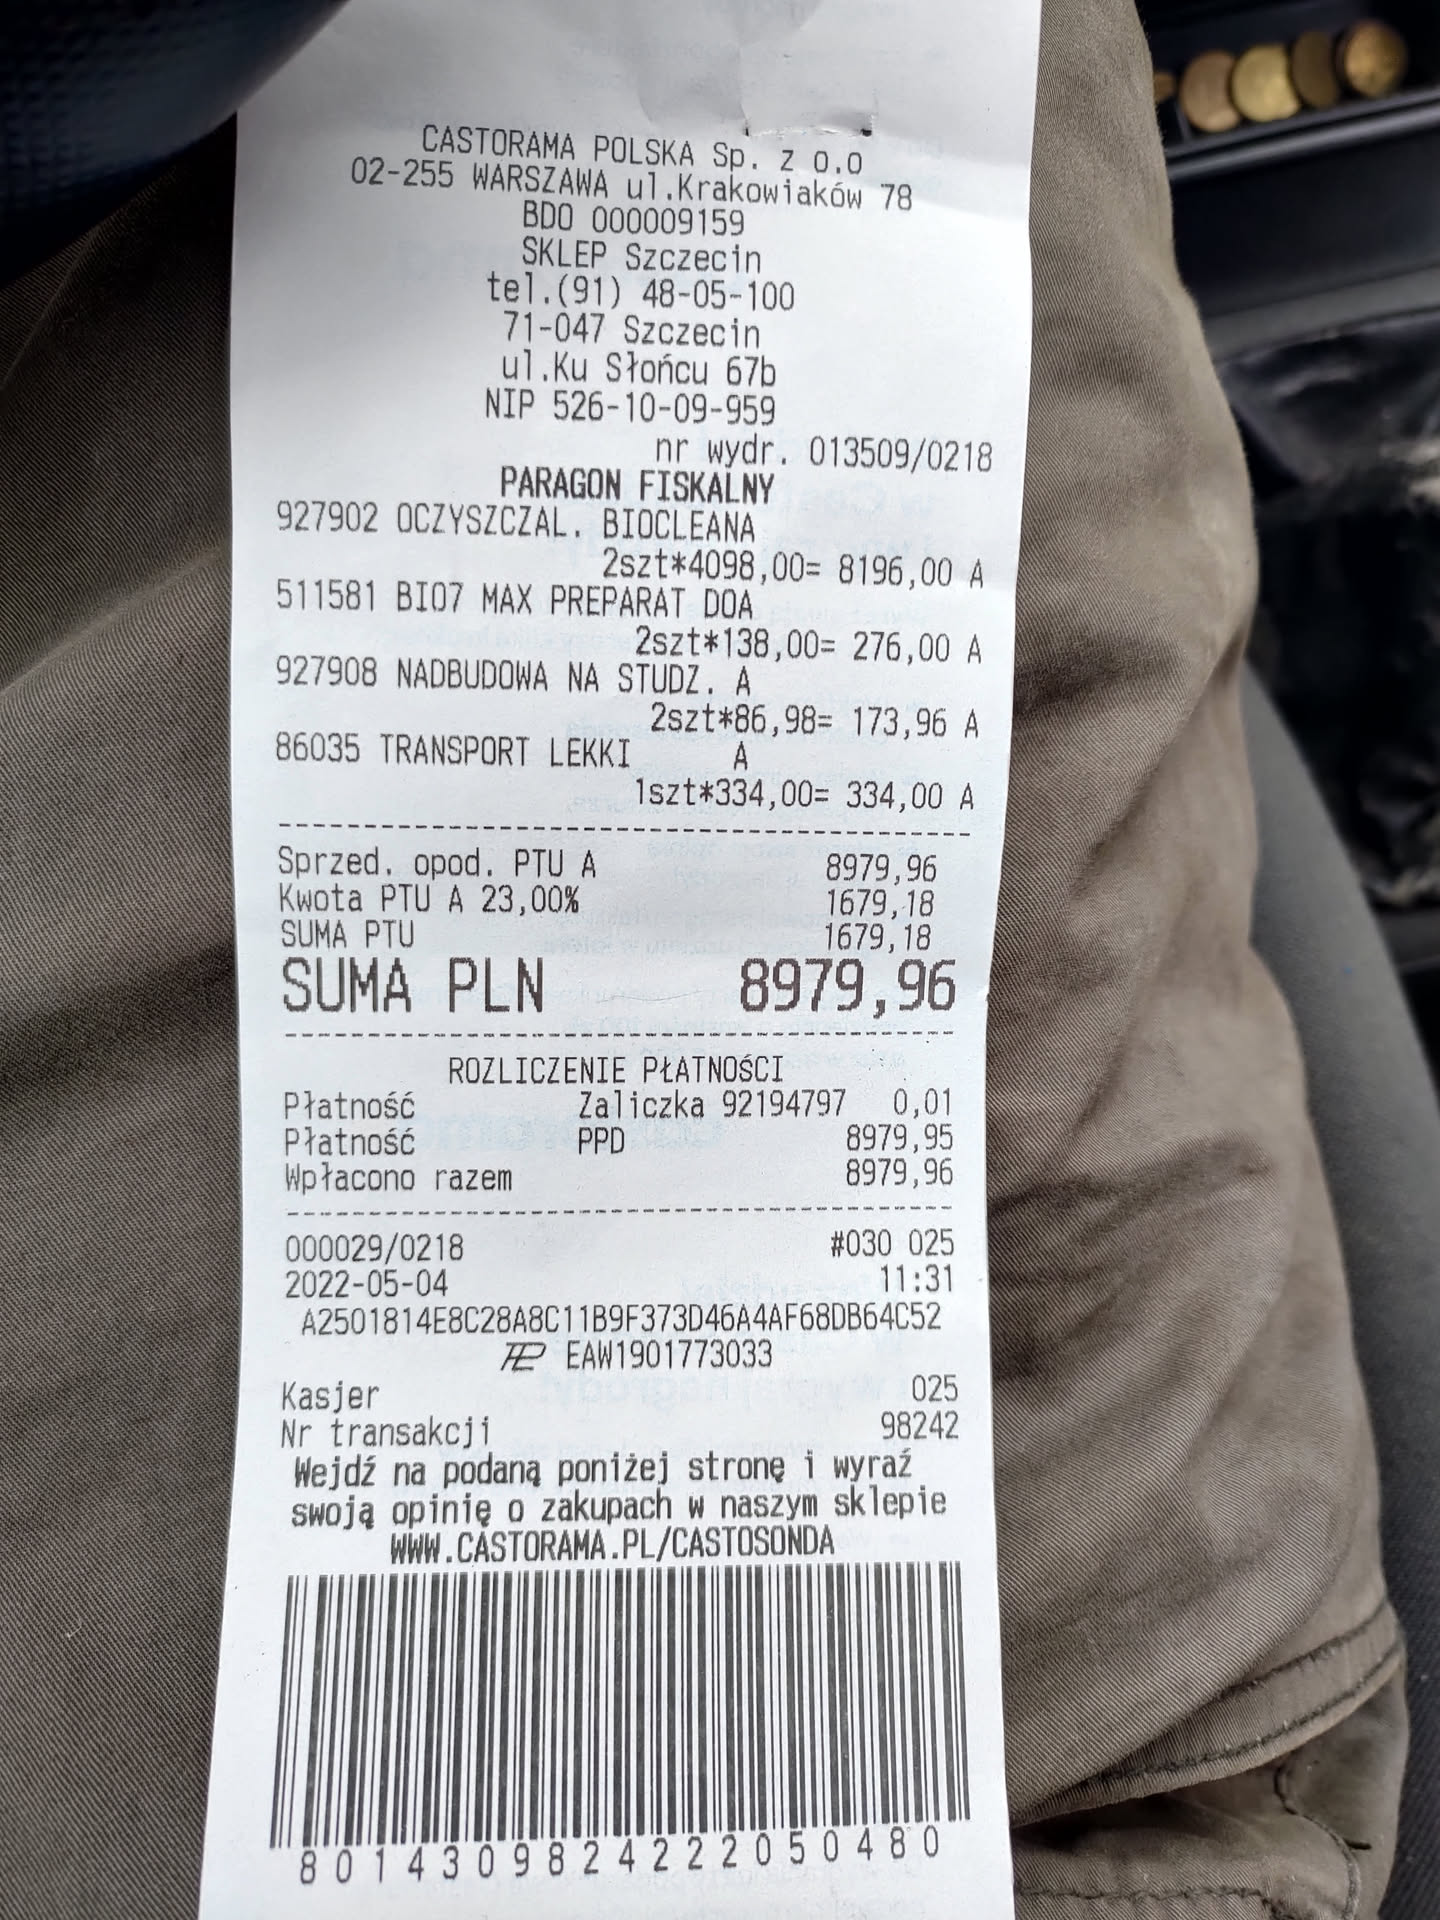 CASTORAMA POLSKA Sp. z o.o
02-255 WARSZAWA ul.Krakowiaków 78
BDO 000009159
SKLEP Szczecin
tel.(91) 48-05-100
71-047 Szczecin
ul.Ku Słońcu 67b
NIP 526-10-09-959
nr wydr. 013509/0218
PARAGON FISKALNY
927902 OCZYSZCZAL. BIOCLEANA
2szt*4098,00= 8196,00 A
511581 BIO7 MAX PREPARAT DOA
2szt*138,00= 276,00 A
927908 NADBUDOWA NA STUDZ. A
2szt*86,98= 173,96 A
86035 TRANSPORT LEKKI A
1szt*334,00= 334,00 A
Sprzed. opod. PTU A 8979,96
Kwota PTU A 23,00% 1679,18
SUMA PTU 1679,18
SUMA PLN 8979,96
ROZLICZENIE PŁATNOŚCI
Płatność Zaliczka 92194797 0,01
Płatność PPD 8979,95
Wpłacono razem 8979,96
000029/0218 #030 025
2022-05-04 11:31
A2501814E8C28A8C11B9F373D46A4AF68DB64C52
EAW1901773033
Kasjer 025
Nr transakcji 98242
Wejdź na podaną poniżej stronę i wyraź
swoją opinię o zakupach w naszym sklepie
WWW.CASTORAMA.PL/CASTOSONDA
8014309824222050480